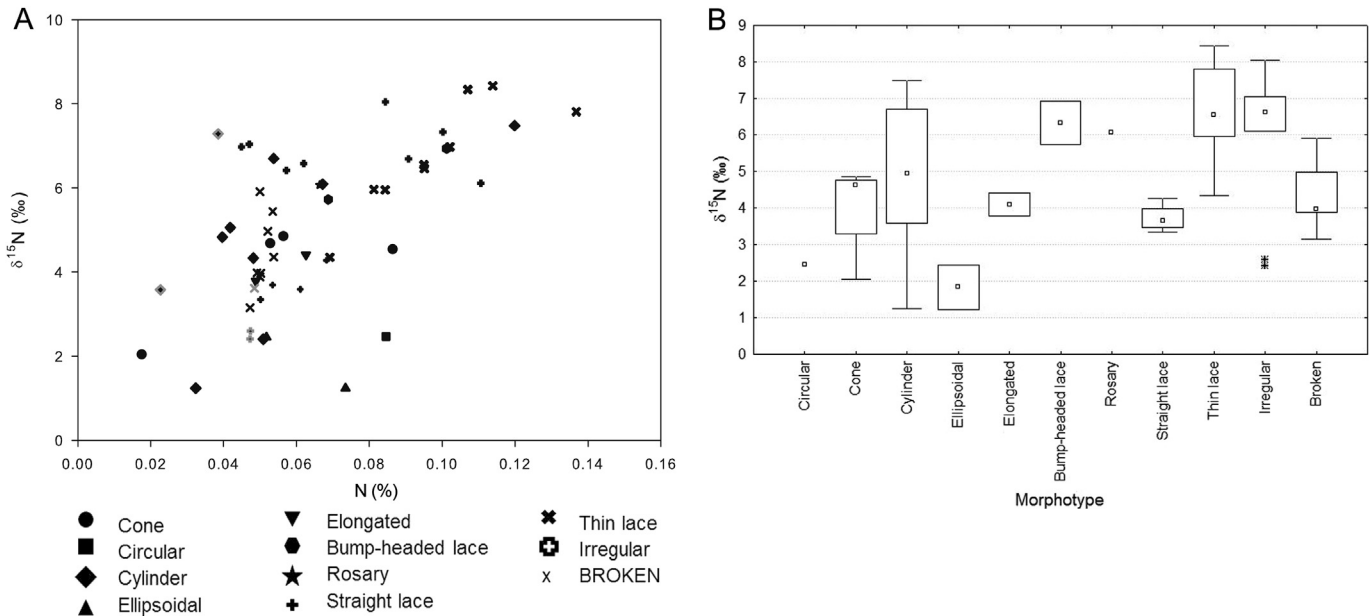 A
10
8
6
4
2
0
δ¹⁵N (‰)
0.00 0.02 0.04 0.06 0.08 0.10 0.12 0.14 0.16
N (%)
Cone
Circular
Cylinder
Ellipsoidal
Elongated
Bump-headed lace
Rosary
Straight lace
Thin lace
Irregular
BROKEN
B
9
8
7
6
5
4
3
2
1
0
δ¹⁵N (‰)
Circular
Cone
Cylinder
Ellipsoidal
Elongated
Bump-headed lace
Rosary
Straight lace
Thin lace
Irregular
Broken
Morphotype